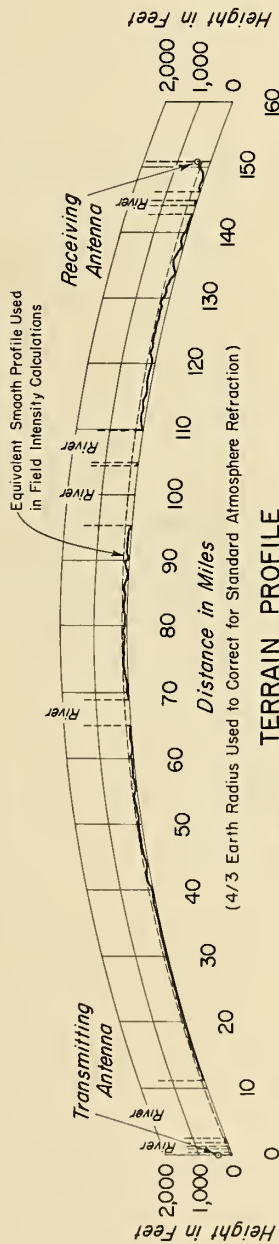 Equivalent Smooth Profile Used
in Field Intensity Calculations
Transmitting
Antenna
Receiving
Antenna
Height in Feet
2,000
1,000
0
River
River
River
River
River
River
2,000
1,000
0
Height in Feet
0
10
20
30
40
50
60
70
80
90
100
110
120
130
140
150
160
Distance in Miles
(4/3 Earth Radius Used to Correct for Standard Atmosphere Refraction)
TERRAIN PROFILE